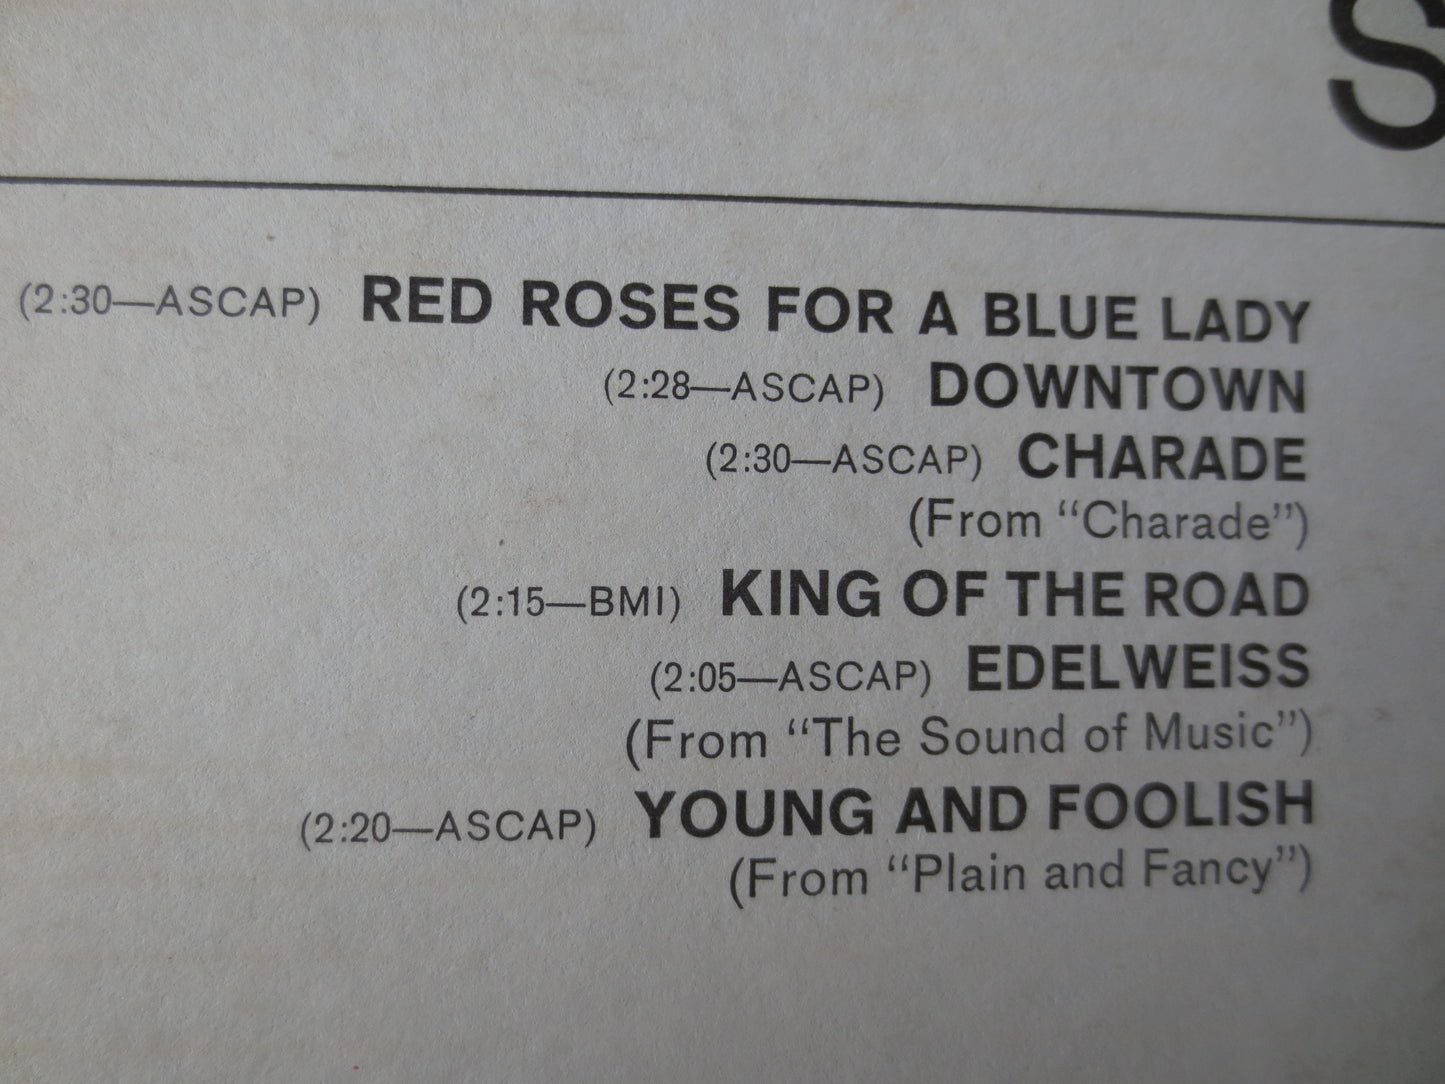 S
(2:30—ASCAP) RED ROSES FOR A BLUE LADY
(2:28—ASCAP) DOWNTOWN
(2:30—ASCAP) CHARADE
(From “Charade”)
(2:15—BMI) KING OF THE ROAD
(2:05—ASCAP) EDELWEISS
(From “The Sound of Music”)
(2:20—ASCAP) YOUNG AND FOOLISH
(From “Plain and Fancy”)